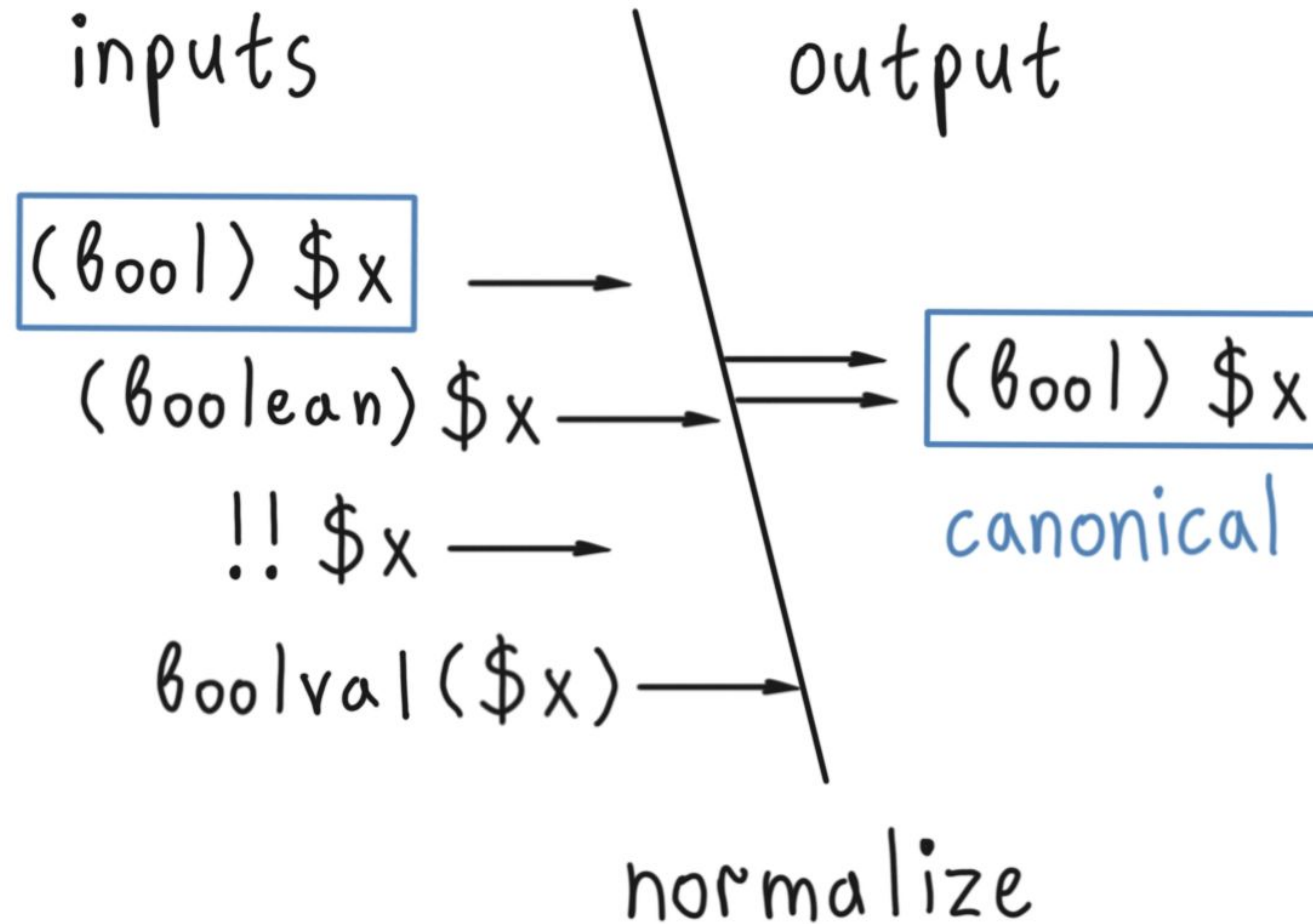 inputs
output
(bool) $x
(boolean) $x
!! $x
boolval($x)
(bool) $x
canonical
normalize